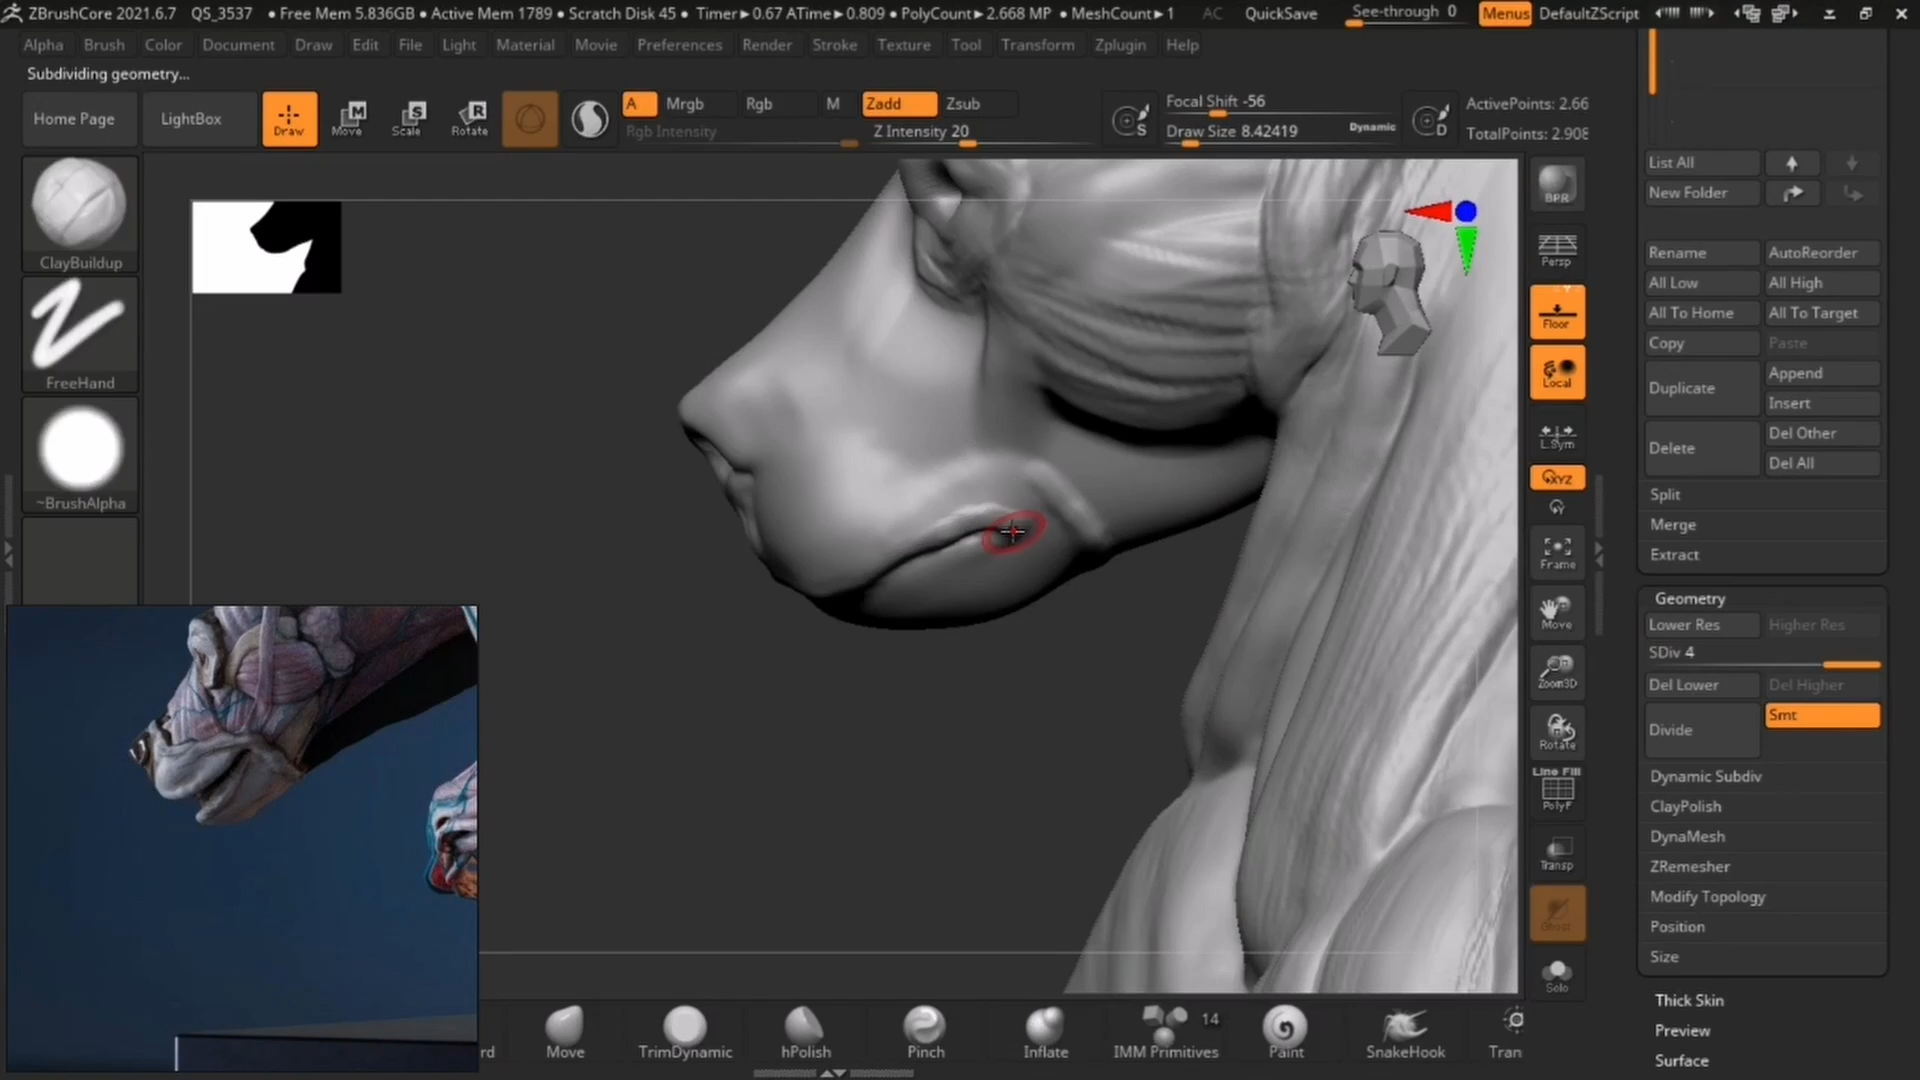 ZBrushCore 2021.6.7 QS_3537 • Free Mem 5.836GB • Active Mem 1789 • Scratch Disk 45 • Timer▶0.67 ATime▶0.809 • PolyCount▶2.668 MP • MeshCount▶1 AC QuickSave See-through 0 Menus DefaultZScript
Alpha Brush Color Document Draw Edit File Light Material Movie Preferences Render Stroke Texture Tool Transform Zplugin Help
Subdividing geometry...
Home Page
LightBox
Draw
Move
M
Scale
S
Rotate
R
A
Mrgb
Rgb
M
Zadd
Zsub
Rgb Intensity
Z Intensity 20
S
Focal Shift -56
Draw Size 8.42419
Dynamic
D
ActivePoints: 2.66
TotalPoints: 2.908
ClayBuildup
FreeHand
~BrushAlpha
BPR
Persp
Floor
Local
L.Sym
XYZ
Y
Frame
Move
Zoom3D
Rotate
Line Fill
PolyF
Transp
Ghost
Solo
List All
New Folder
Rename
AutoReorder
All Low
All High
All To Home
All To Target
Copy
Paste
Duplicate
Append
Insert
Delete
Del Other
Del All
Split
Merge
Extract
Geometry
Lower Res
Higher Res
SDiv 4
Del Lower
Del Higher
Divide
Smt
Dynamic Subdiv
ClayPolish
DynaMesh
ZRemesher
Modify Topology
Position
Size
Thick Skin
Preview
Surface
rd
Move
TrimDynamic
hPolish
Pinch
Inflate
14
IMM Primitives
Paint
SnakeHook
Tran